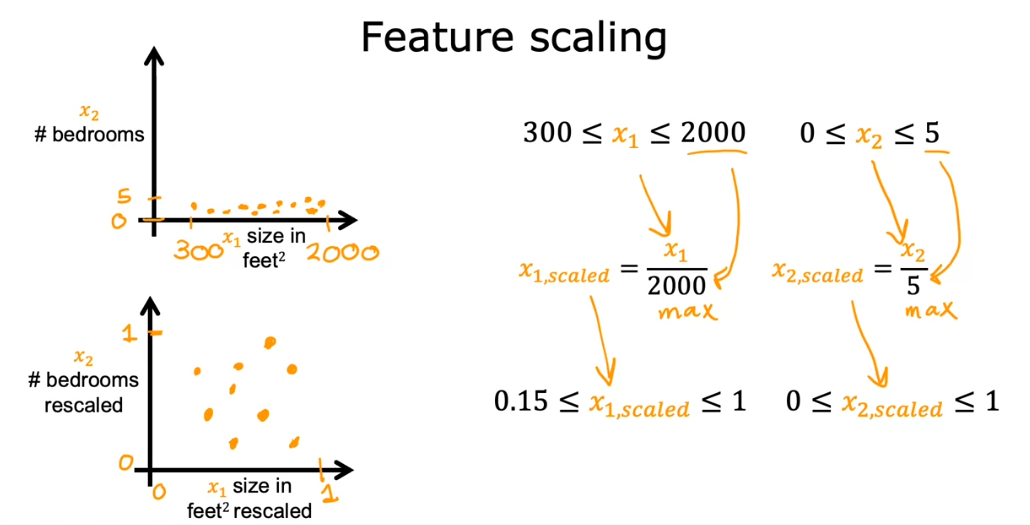 Feature scaling
x₂
# bedrooms
5
0
300
x₁ size in
feet²
2000
1
x₂
# bedrooms
rescaled
0
0
x₁ size in
feet² rescaled
1
300 ≤ x₁ ≤ 2000
0 ≤ x₂ ≤ 5
x₁,scaled = x₁/2000
max
x₂,scaled = x₂/5
max
0.15 ≤ x₁,scaled ≤ 1
0 ≤ x₂,scaled ≤ 1